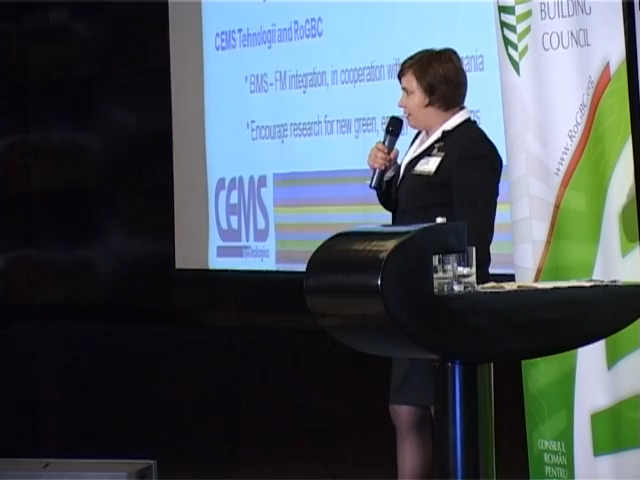 CEMS Tehnologii and RoGBC
* BMS – FM integration, in cooperation
* Encourage research for new green,
CEMS
Tehnologii
BUILDING
COUNCIL
www.RoGBC.org
CONSILIUL
ROMÂN
PENTRU